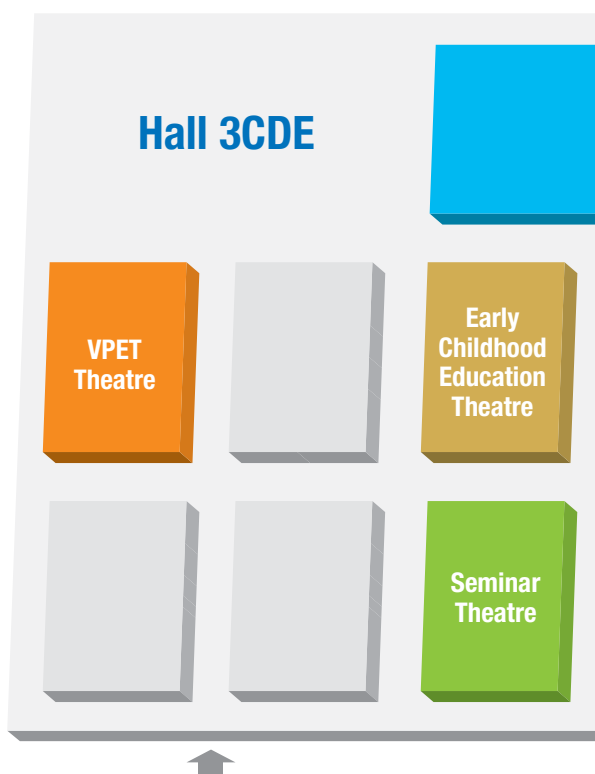 Hall 3CDE
VPET
Theatre
Early
Childhood
Education
Theatre
Seminar
Theatre